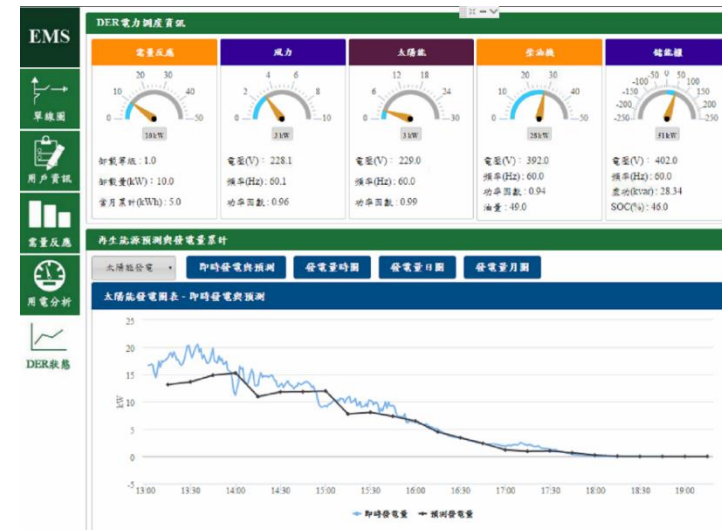 EMS
單線圖
用戶資訊
需量反應
用電分析
DER狀態
DER電力調度資訊
需量反應
風力
太陽能
柴油機
儲能櫃
0 10 20 30 40 50
10kW
卸載等級：1.0
卸載量(kW)：10.0
當月累計(kWh)：5.0
0 2 4 6 8 10
3kW
電壓(V)：228.1
頻率(Hz)：60.1
功率因數：0.96
0 6 12 18 24 30
3kW
電壓(V)：229.0
頻率(Hz)：60.0
功率因數：0.99
0 10 20 30 40 50
28kW
電壓(V)：392.0
頻率(Hz)：60.0
功率因數：0.94
油量：49.0
-250 -200 -150 -100 -50 0 50 100 150 200 250
51kW
電壓(V)：402.0
頻率(Hz)：60.0
虛功(kvar)：28.34
SOC(%)：46.0
再生能源預測與發電量累計
太陽能發電
即時發電與預測
發電量時圖
發電量日圖
發電量月圖
太陽能發電圖表 - 即時發電與預測
25
20
15
10
5
0
-5
kW
13:00 13:30 14:00 14:30 15:00 15:30 16:00 16:30 17:00 17:30 18:00 18:30 19:00
即時發電量 預測發電量